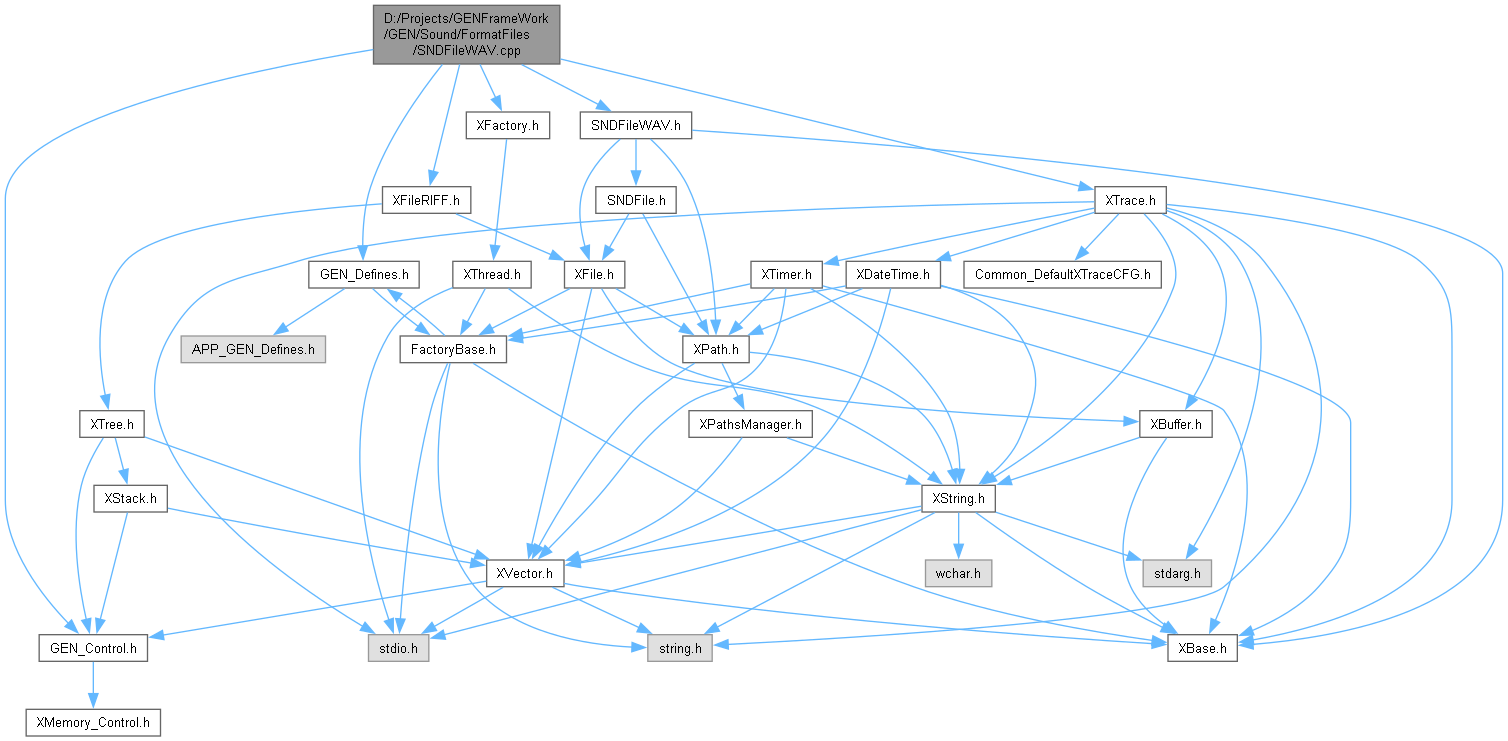 D:/Projects/GENFrameWork
/GEN/Sound/FormatFiles
/SNDFileWAV.cpp
XFactory.h
SNDFileWAV.h
XFileRIFF.h
SNDFile.h
XTrace.h
GEN_Defines.h
XThread.h
XFile.h
XTimer.h
XDateTime.h
Common_DefaultXTraceCFG.h
APP_GEN_Defines.h
FactoryBase.h
XPath.h
XTree.h
XPathsManager.h
XBuffer.h
XStack.h
XString.h
XVector.h
wchar.h
stdarg.h
GEN_Control.h
stdio.h
string.h
XBase.h
XMemory_Control.h